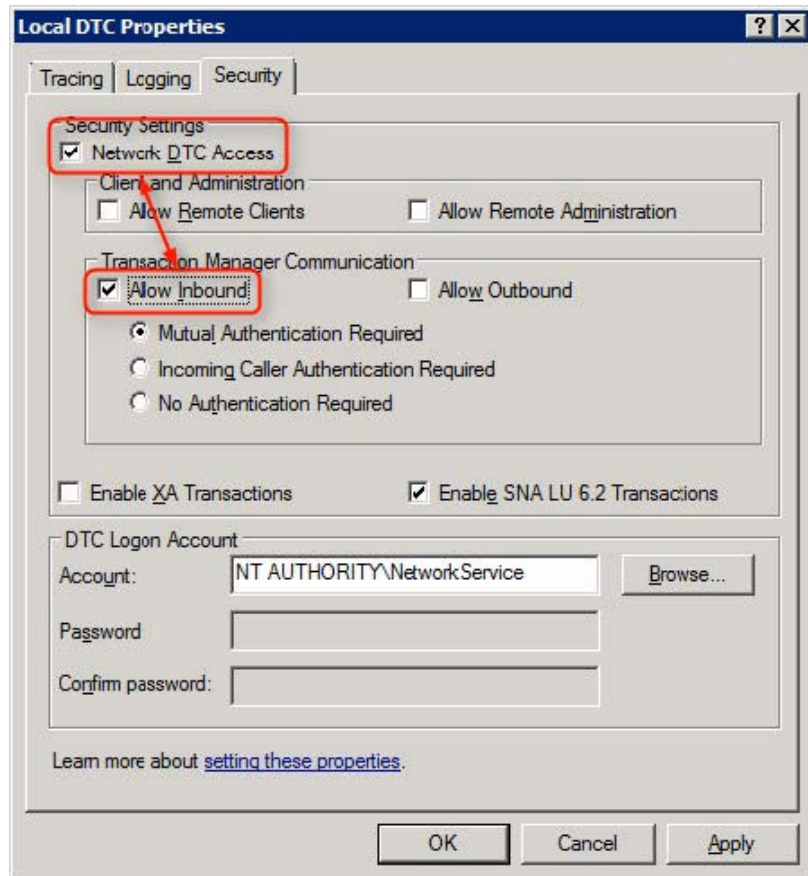 Local DTC Properties
Tracing Logging Security
Security Settings
Network DTC Access
Client and Administration
Allow Remote Clients Allow Remote Administration
Transaction Manager Communication
Allow Inbound Allow Outbound
Mutual Authentication Required
Incoming Caller Authentication Required
No Authentication Required
Enable XA Transactions Enable SNA LU 6.2 Transactions
DTC Logon Account
Account: NT AUTHORITY\NetworkService Browse...
Password
Confirm password:
Learn more about setting these properties.
OK Cancel Apply